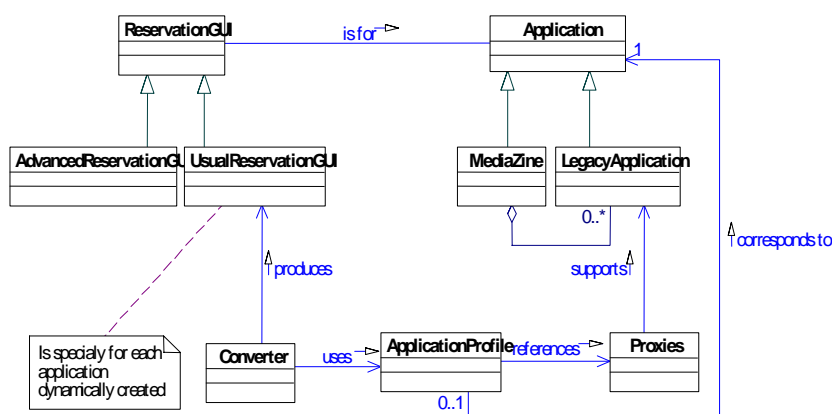 ReservationGUI
is for
Application
1
AdvancedReservationGUI
UsualReservationGUI
MediaZine
LegacyApplication
0..*
corresponds to
produces
supports
Is specialy for each
application
dynamically created
Converter
uses
ApplicationProfile
references
Proxies
0..1